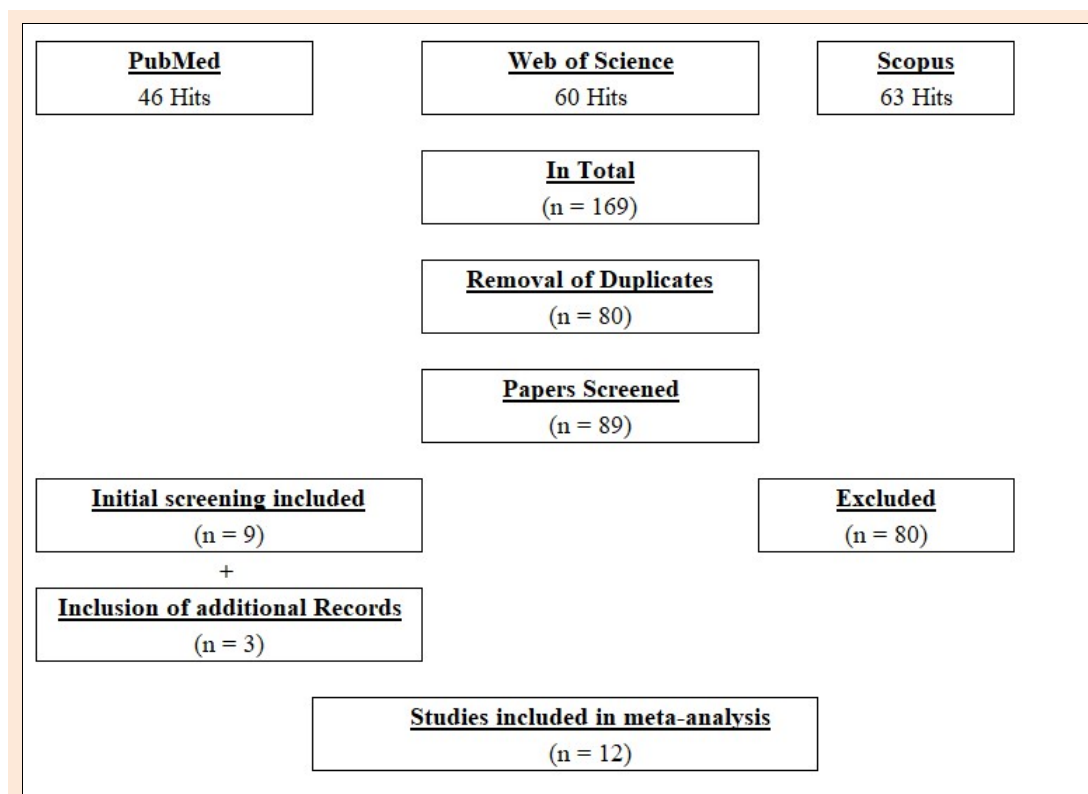 PubMed
46 Hits
Web of Science
60 Hits
Scopus
63 Hits
In Total
(n = 169)
Removal of Duplicates
(n = 80)
Papers Screened
(n = 89)
Initial screening included
(n = 9)
+
Inclusion of additional Records
(n = 3)
Excluded
(n = 80)
Studies included in meta-analysis
(n = 12)